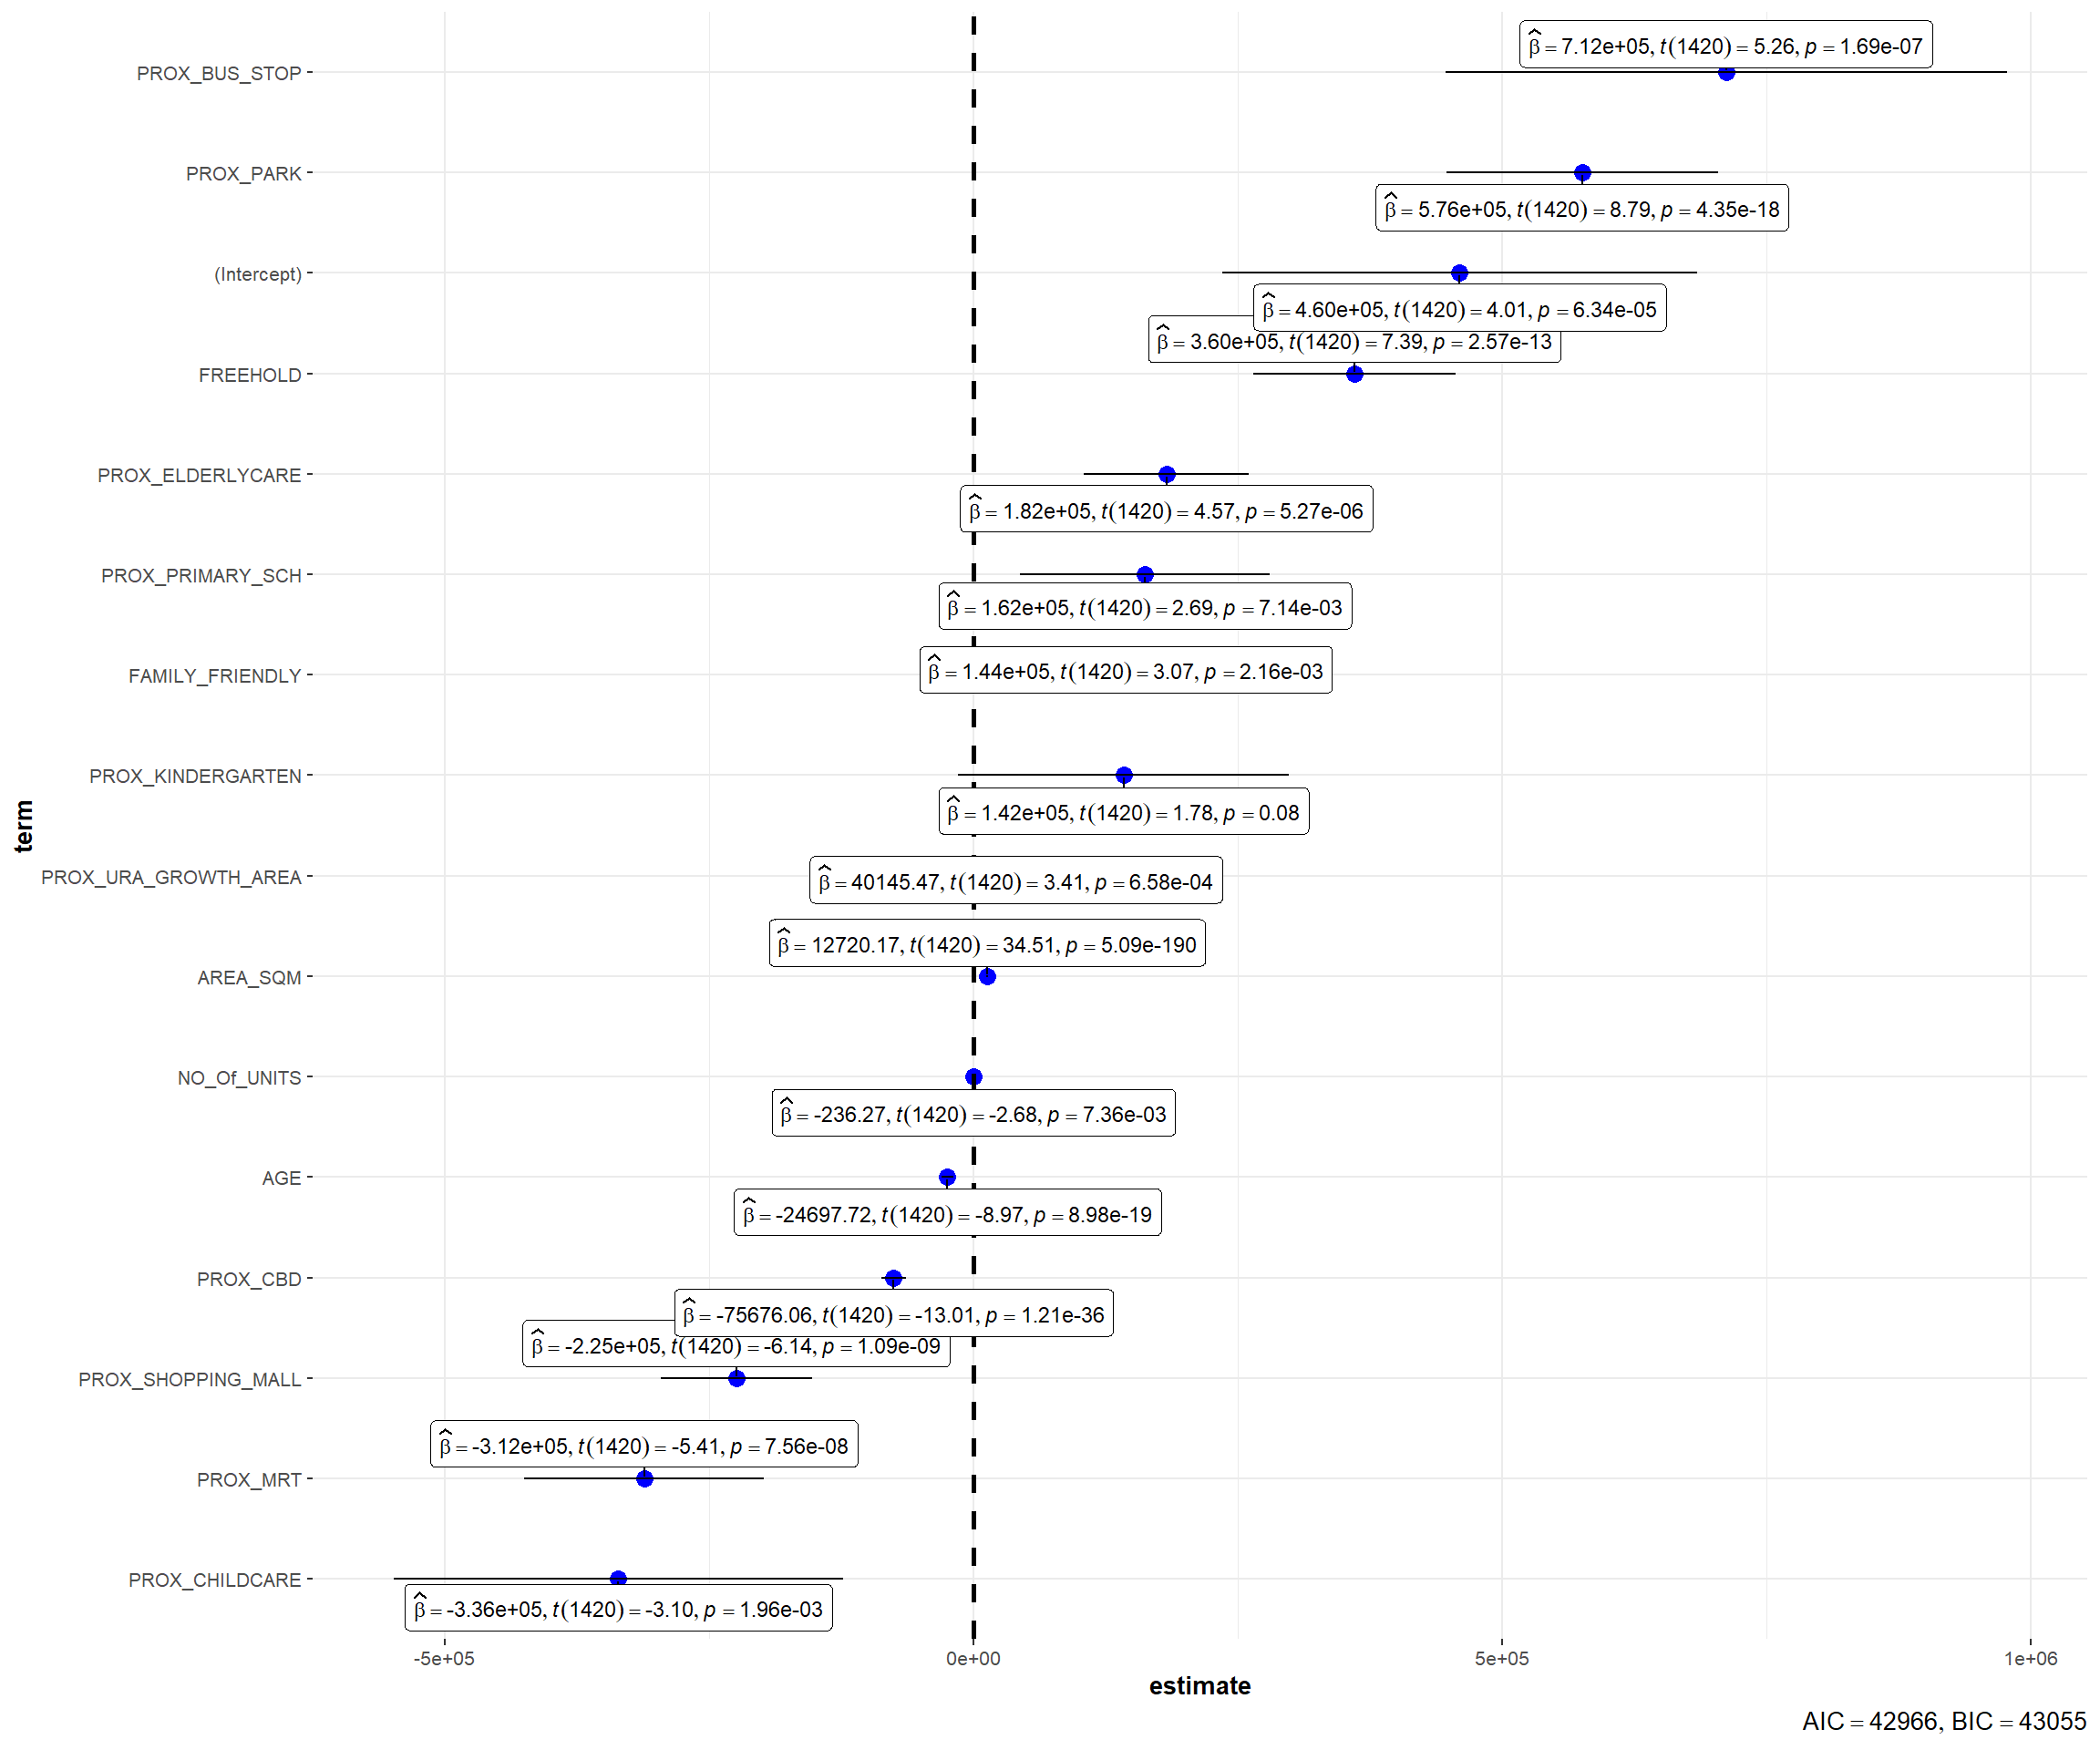 β̂ = 7.12e+05, t(1420) = 5.26, p = 1.69e-07
PROX_BUS_STOP
PROX_PARK
β̂ = 5.76e+05, t(1420) = 8.79, p = 4.35e-18
(Intercept)
β̂ = 4.60e+05, t(1420) = 4.01, p = 6.34e-05
β̂ = 3.60e+05, t(1420) = 7.39, p = 2.57e-13
FREEHOLD
PROX_ELDERLYCARE
β̂ = 1.82e+05, t(1420) = 4.57, p = 5.27e-06
PROX_PRIMARY_SCH
β̂ = 1.62e+05, t(1420) = 2.69, p = 7.14e-03
FAMILY_FRIENDLY
β̂ = 1.44e+05, t(1420) = 3.07, p = 2.16e-03
PROX_KINDERGARTEN
β̂ = 1.42e+05, t(1420) = 1.78, p = 0.08
term
PROX_URA_GROWTH_AREA
β̂ = 40145.47, t(1420) = 3.41, p = 6.58e-04
β̂ = 12720.17, t(1420) = 34.51, p = 5.09e-190
AREA_SQM
NO_Of_UNITS
β̂ = -236.27, t(1420) = -2.68, p = 7.36e-03
AGE
β̂ = -24697.72, t(1420) = -8.97, p = 8.98e-19
PROX_CBD
β̂ = -75676.06, t(1420) = -13.01, p = 1.21e-36
β̂ = -2.25e+05, t(1420) = -6.14, p = 1.09e-09
PROX_SHOPPING_MALL
β̂ = -3.12e+05, t(1420) = -5.41, p = 7.56e-08
PROX_MRT
PROX_CHILDCARE
β̂ = -3.36e+05, t(1420) = -3.10, p = 1.96e-03
-5e+05 0e+00 5e+05 1e+06
estimate
AIC = 42966, BIC = 43055